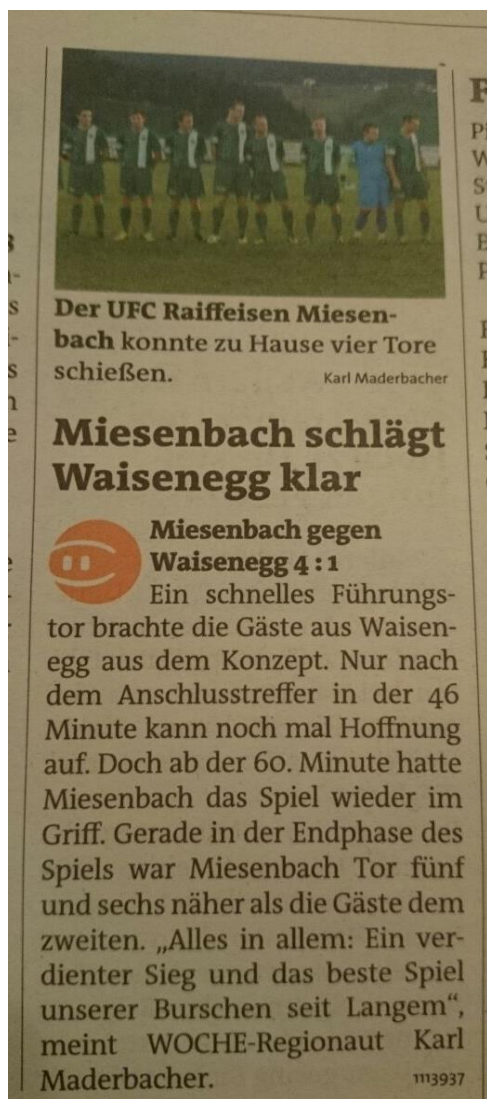 Der UFC Raiffeisen Miesen-
bach konnte zu Hause vier Tore
schießen.
Karl Maderbacher
Miesenbach schlägt
Waisenegg klar
Miesenbach gegen
Waisenegg 4 : 1
Ein schnelles Führungs-
tor brachte die Gäste aus Waisen-
egg aus dem Konzept. Nur nach
dem Anschlusstreffer in der 46
Minute kann noch mal Hoffnung
auf. Doch ab der 60. Minute hatte
Miesenbach das Spiel wieder im
Griff. Gerade in der Endphase des
Spiels war Miesenbach Tor fünf
und sechs näher als die Gäste dem
zweiten. „Alles in allem: Ein ver-
dienter Sieg und das beste Spiel
unserer Burschen seit Langem“,
meint WOCHE-Regionaut Karl
Maderbacher.
1113937